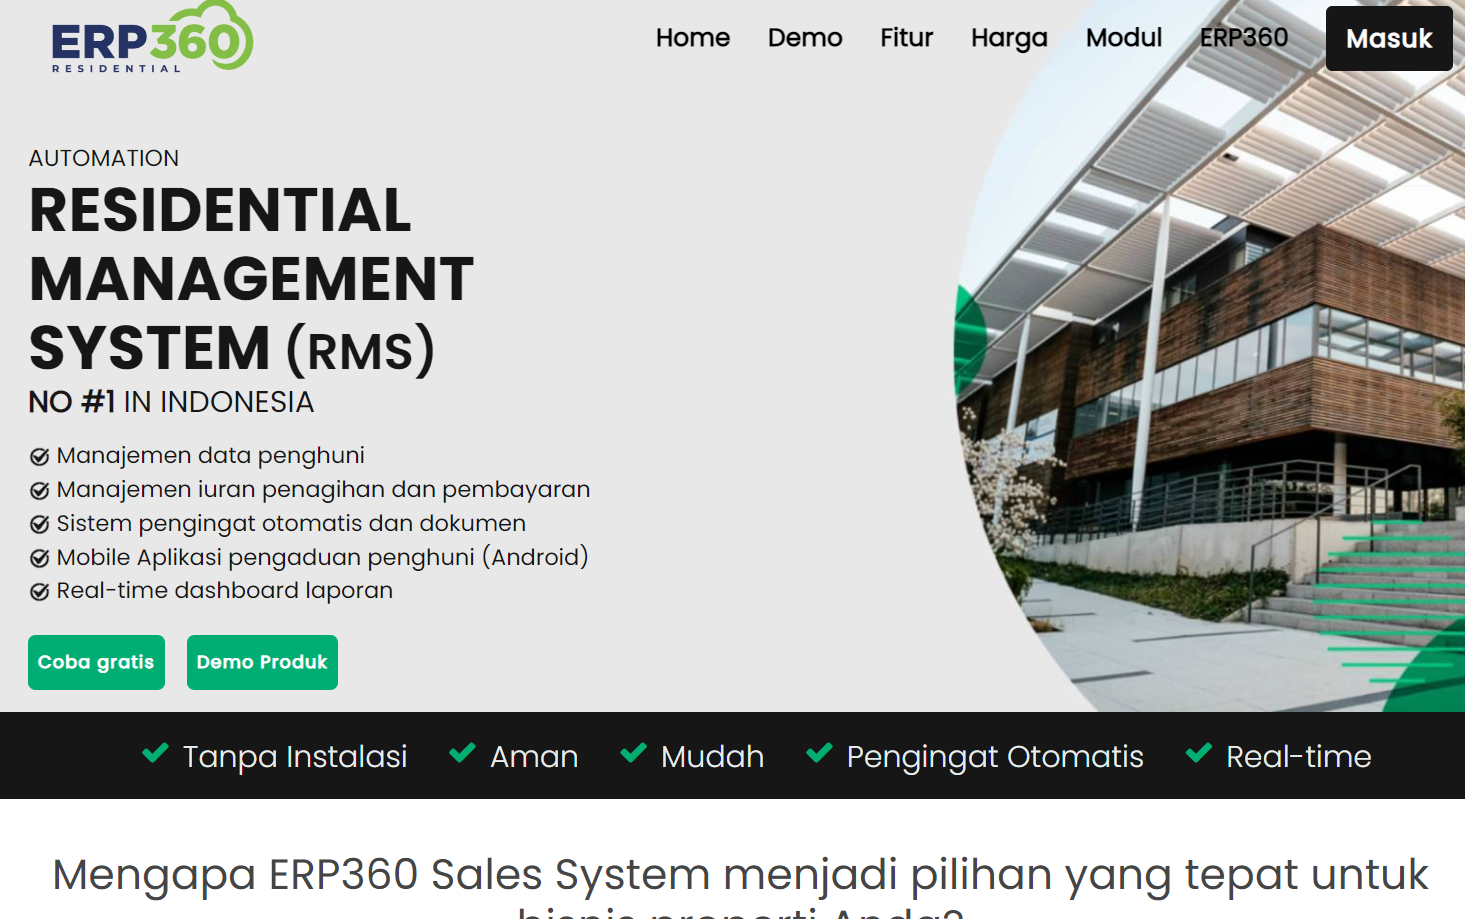 ERP360
RESIDENTIAL
Home Demo Fitur Harga Modul ERP360 Masuk
AUTOMATION
RESIDENTIAL
MANAGEMENT
SYSTEM (RMS)
NO #1 IN INDONESIA
Manajemen data penghuni
Manajemen iuran penagihan dan pembayaran
Sistem pengingat otomatis dan dokumen
Mobile Aplikasi pengaduan penghuni (Android)
Real-time dashboard laporan
Coba gratis Demo Produk
Tanpa Instalasi Aman Mudah Pengingat Otomatis Real-time
Mengapa ERP360 Sales System menjadi pilihan yang tepat untuk
bisnis properti Anda?